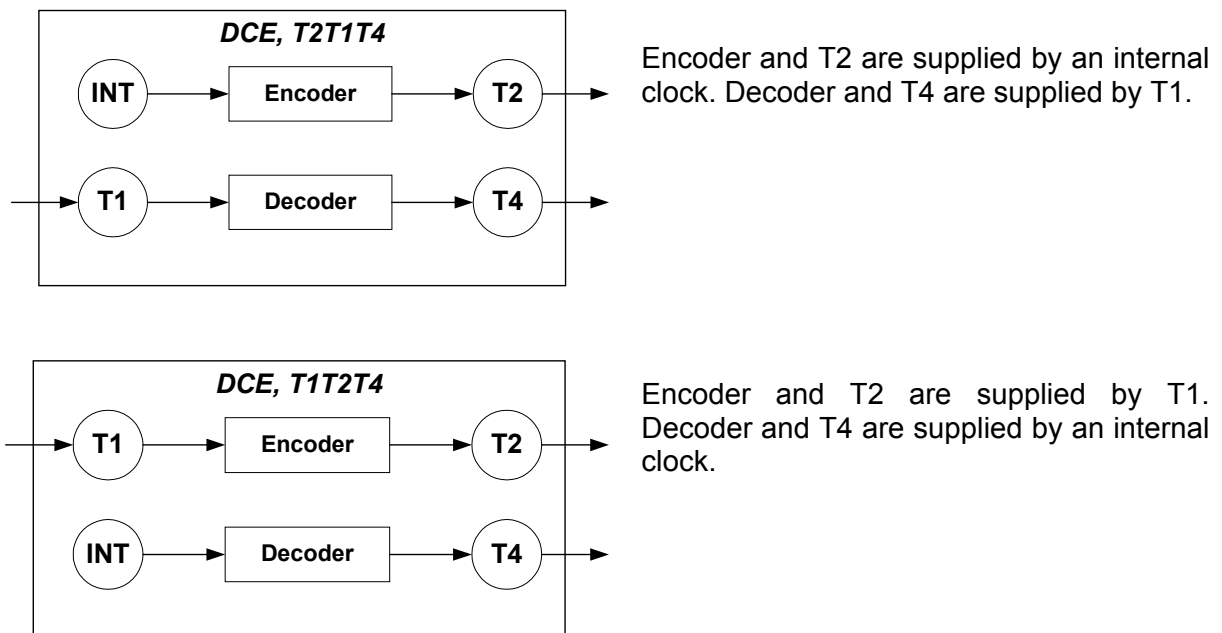 DCE, T2T1T4
INT
Encoder
T2
T1
Decoder
T4
Encoder and T2 are supplied by an internal
clock. Decoder and T4 are supplied by T1.
DCE, T1T2T4
T1
Encoder
T2
INT
Decoder
T4
Encoder and T2 are supplied by T1.
Decoder and T4 are supplied by an internal
clock.